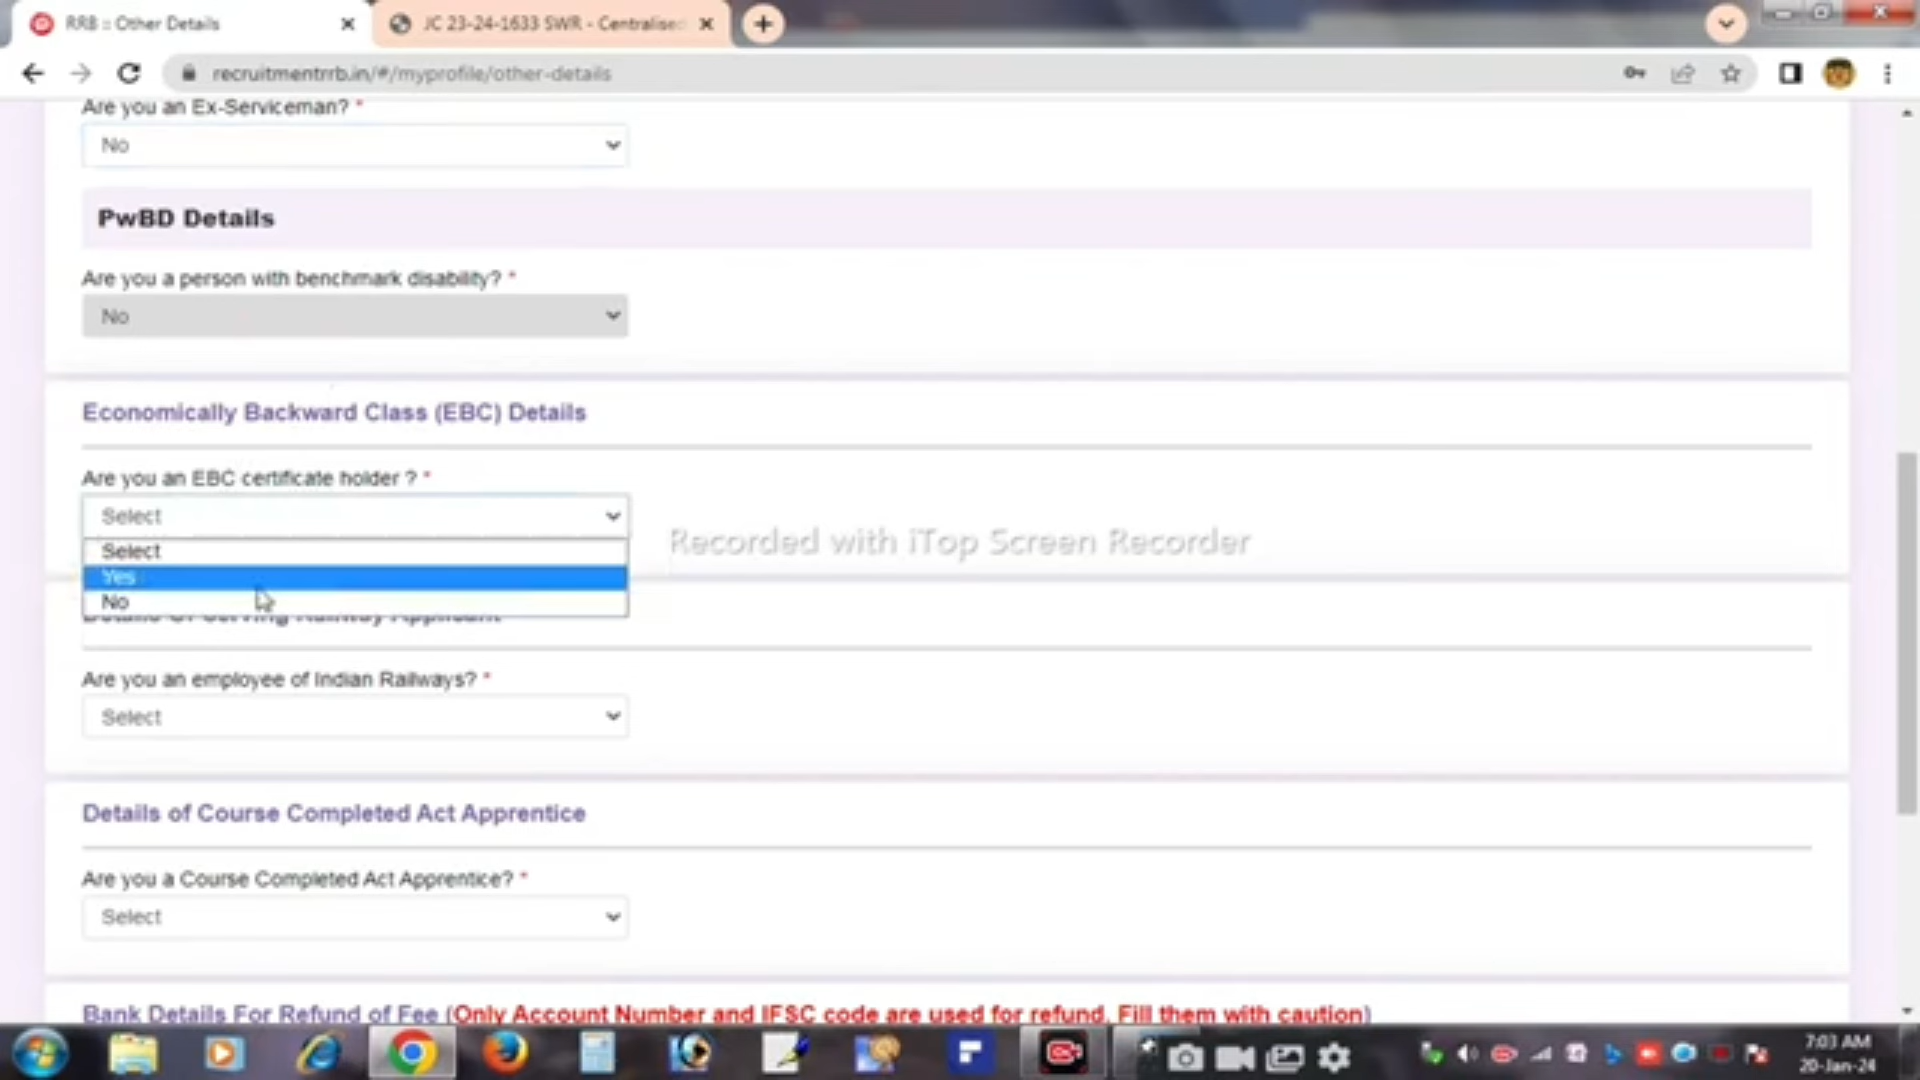 RRB :: Other Details
JC 23-24-1633 SWR - Centralised
recruitmentrrb.in/#/myprofile/other-details
Are you an Ex-Serviceman? *
No
PwBD Details
Are you a person with benchmark disability? *
No
Economically Backward Class (EBC) Details
Are you an EBC certificate holder ? *
Select
Select
Yes
No
Recorded with iTop Screen Recorder
Details Of Serving Railway Applicant
Are you an employee of Indian Railways? *
Select
Details of Course Completed Act Apprentice
Are you a Course Completed Act Apprentice? *
Select
Bank Details For Refund of Fee (Only Account Number and IFSC code are used for refund. Fill them with caution)
7:03 AM
20-Jan-24